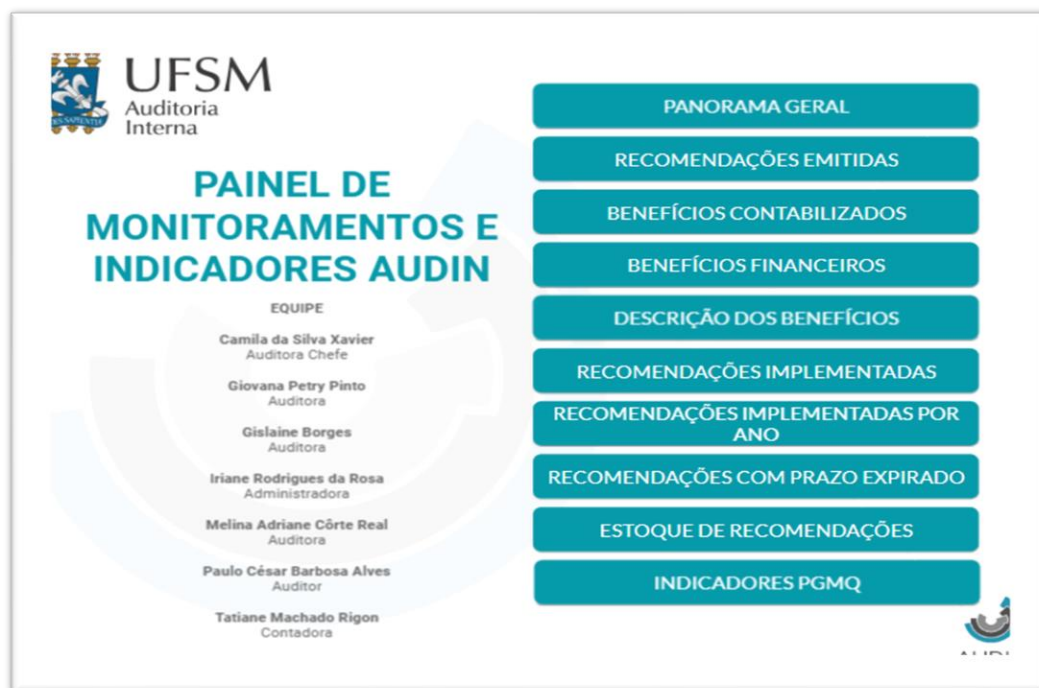 UFSM
Auditoria
Interna
PAINEL DE
MONITORAMENTOS E
INDICADORES AUDIN
EQUIPE
Camila da Silva Xavier
Auditora Chefe
Giovana Petry Pinto
Auditora
Gislaine Borges
Auditora
Iriane Rodrigues da Rosa
Administradora
Melina Adriane Côrte Real
Auditora
Paulo César Barbosa Alves
Auditor
Tatiane Machado Rigon
Contadora
PANORAMA GERAL
RECOMENDAÇÕES EMITIDAS
BENEFÍCIOS CONTABILIZADOS
BENEFÍCIOS FINANCEIROS
DESCRIÇÃO DOS BENEFÍCIOS
RECOMENDAÇÕES IMPLEMENTADAS
RECOMENDAÇÕES IMPLEMENTADAS POR
ANO
RECOMENDAÇÕES COM PRAZO EXPIRADO
ESTOQUE DE RECOMENDAÇÕES
INDICADORES PGMQ